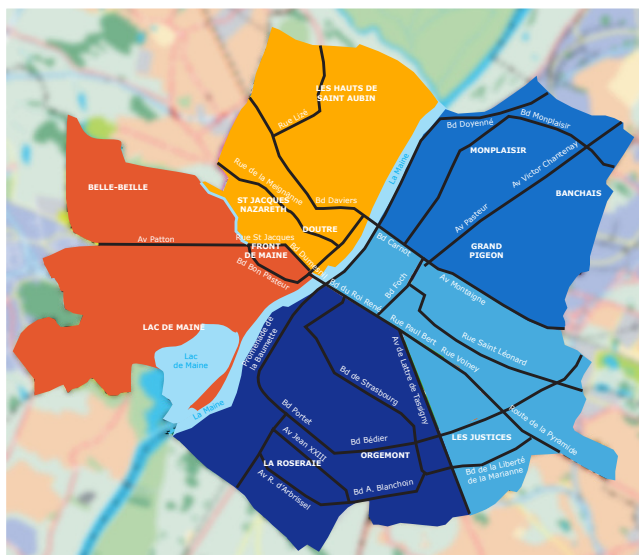 LES HAUTS DE
SAINT AUBIN
Rue Lizé
Bd Doyenné
Bd Monplaisir
MONPLAISIR
Av Victor Chantenay
La Maine
Rue de la Meignanne
BELLE-BEILLE
BANCHAIS
Bd Daviers
ST JACQUES
NAZARETH
DOUTRE
Av Pasteur
Av Patton
Rue St Jacques
FRONT
DE MAINE
Bd Dumesnil
Bd Bon Pasteur
Bd Carnot
GRAND
PIGEON
Bd Foch
Av Montaigne
Bd du Roi René
LAC DE MAINE
Lac
de Maine
La Maine
Promenade de
la Baumette
Rue Paul Bert
Rue Volney
Rue Saint Léonard
Av de Lattre de Tassigny
Bd de Strasbourg
Bd Portet
Av Jean XXIII
Bd Bédier
LES JUSTICES
Route de la Pyramide
LA ROSERAIE
ORGEMONT
Av R. d'Arbrissel
Bd A. Blanchoin
Bd de la Liberté
de la Marianne